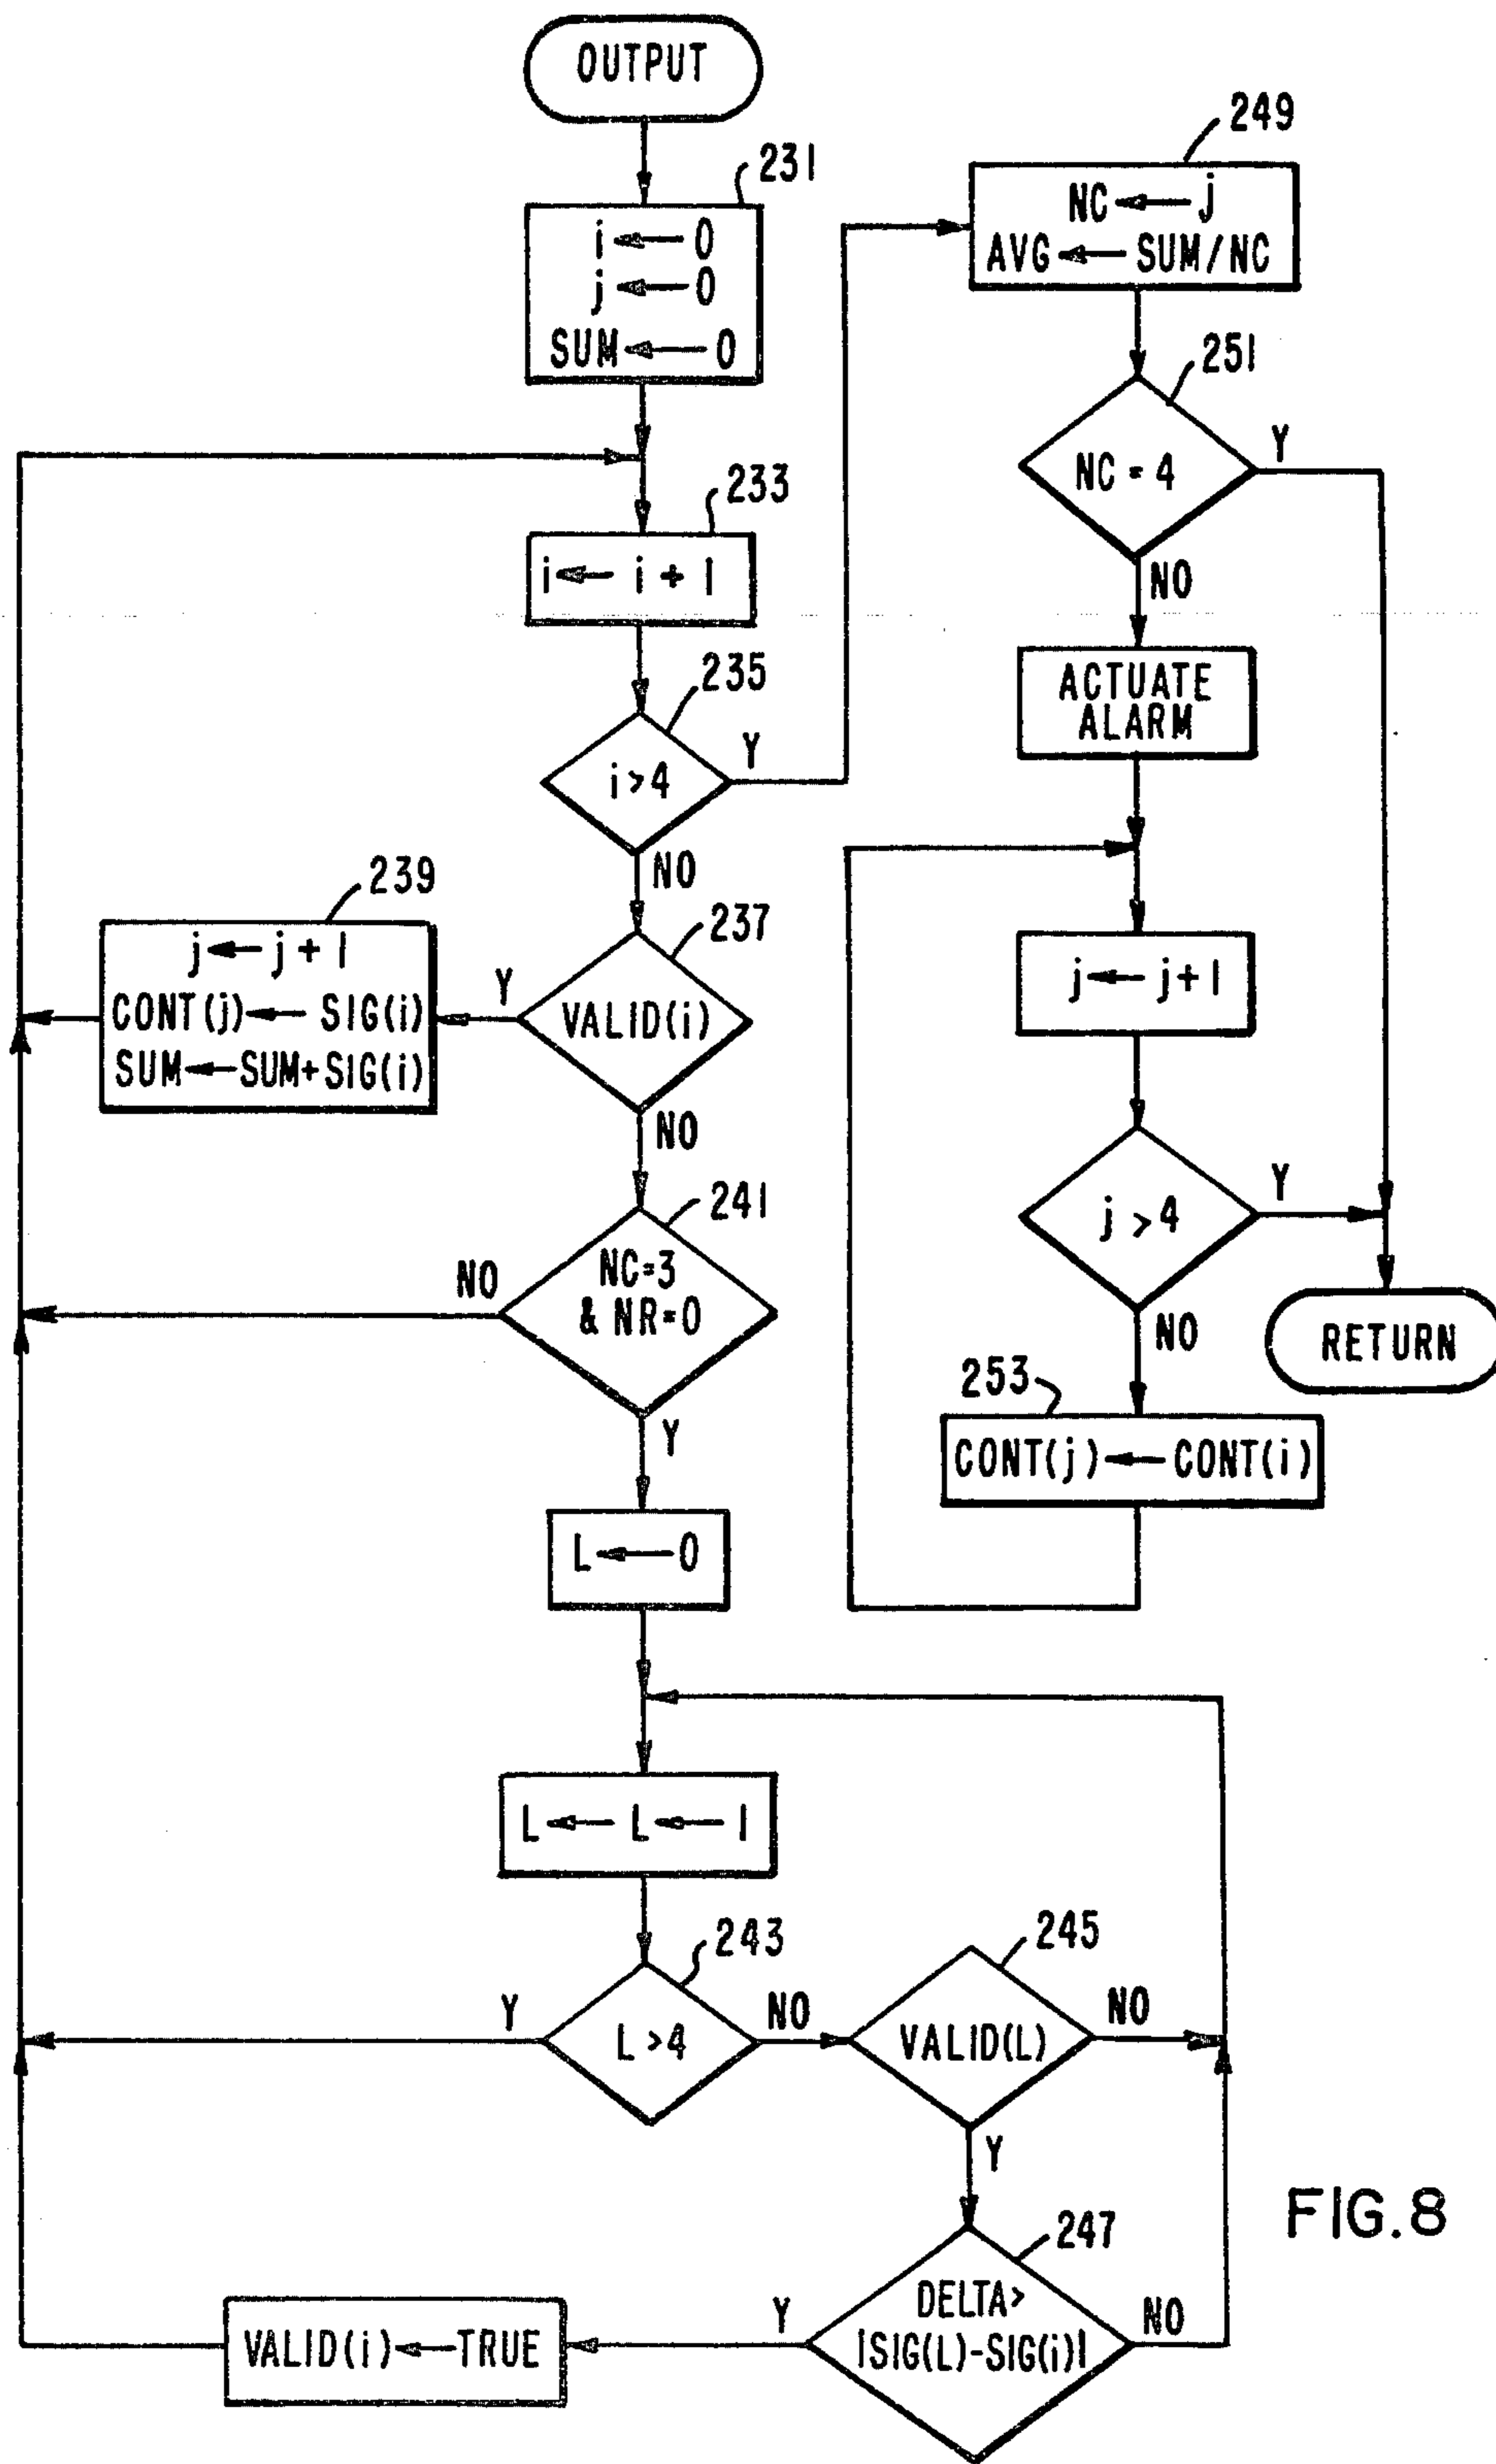 OUTPUT
231
i ← 0
j ← 0
SUM ← 0
233
i ← i + 1
235
i > 4
Y
NO
237
VALID(i)
Y
NO
239
j ← j + 1
CONT(j) ← SIG(i)
SUM ← SUM+SIG(i)
241
NC=3
& NR=0
NO
Y
L ← 0
L ← L ← 1
243
L > 4
Y
NO
245
VALID(L)
NO
Y
247
DELTA >
|SIG(L)-SIG(i)|
Y
NO
VALID(i) ← TRUE
249
NC ← j
AVG ← SUM/NC
251
NC = 4
Y
NO
ACTUATE
ALARM
j ← j+1
j > 4
Y
NO
RETURN
253
CONT(j) ← CONT(i)
FIG.8